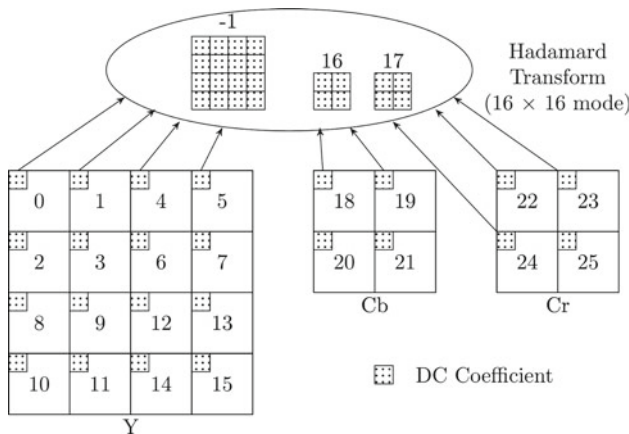 -1
16 17
Hadamard
Transform
(16 × 16 mode)
0 1 4 5
18 19
22 23
2 3 6 7
20 21
24 25
Cb
Cr
8 9 12 13
10 11 14 15
DC Coefficient
Y